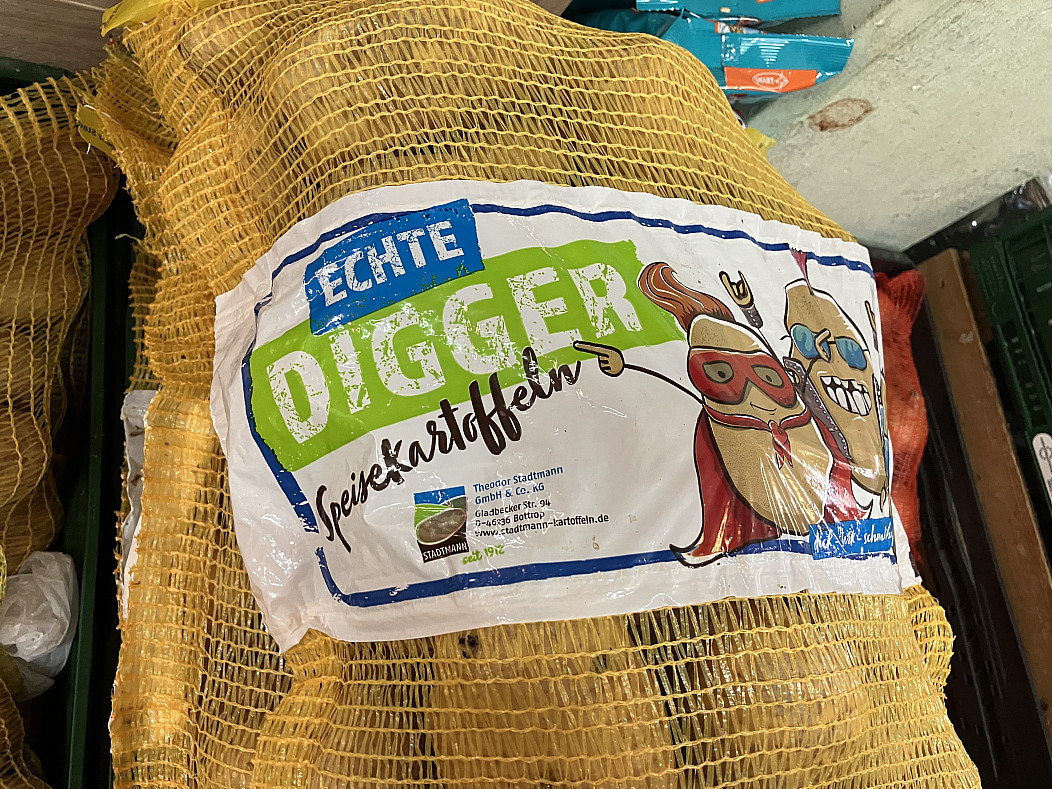 ECHTE
DIGGER
Speisekartoffeln
Theodor Stadtmann
GmbH & Co. KG
Gladbecker Str. 94
D-46236 Bottrop
www.stadtmann-kartoffeln.de
STADTMANN
seit 1912